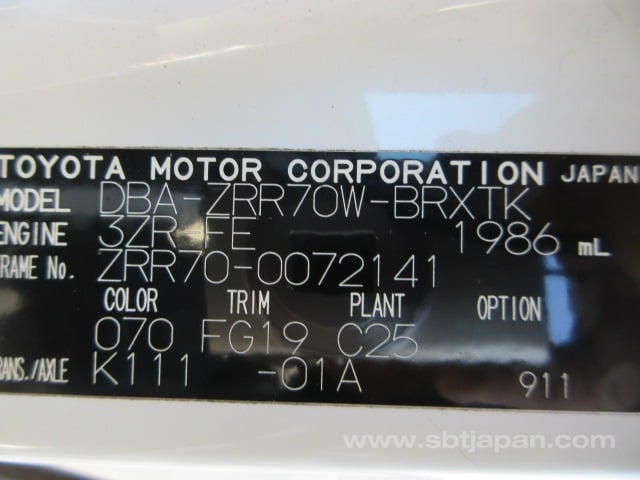 TOYOTA MOTOR CORPORATION JAPAN
MODEL DBA-ZRR70W-BRXTK
ENGINE 3ZR-FE 1986 mL
FRAME No. ZRR70-0072141
COLOR TRIM PLANT OPTION
070 FG19 C25
RANS./AXLE K111 -01A 911
www.sbtjapan.com